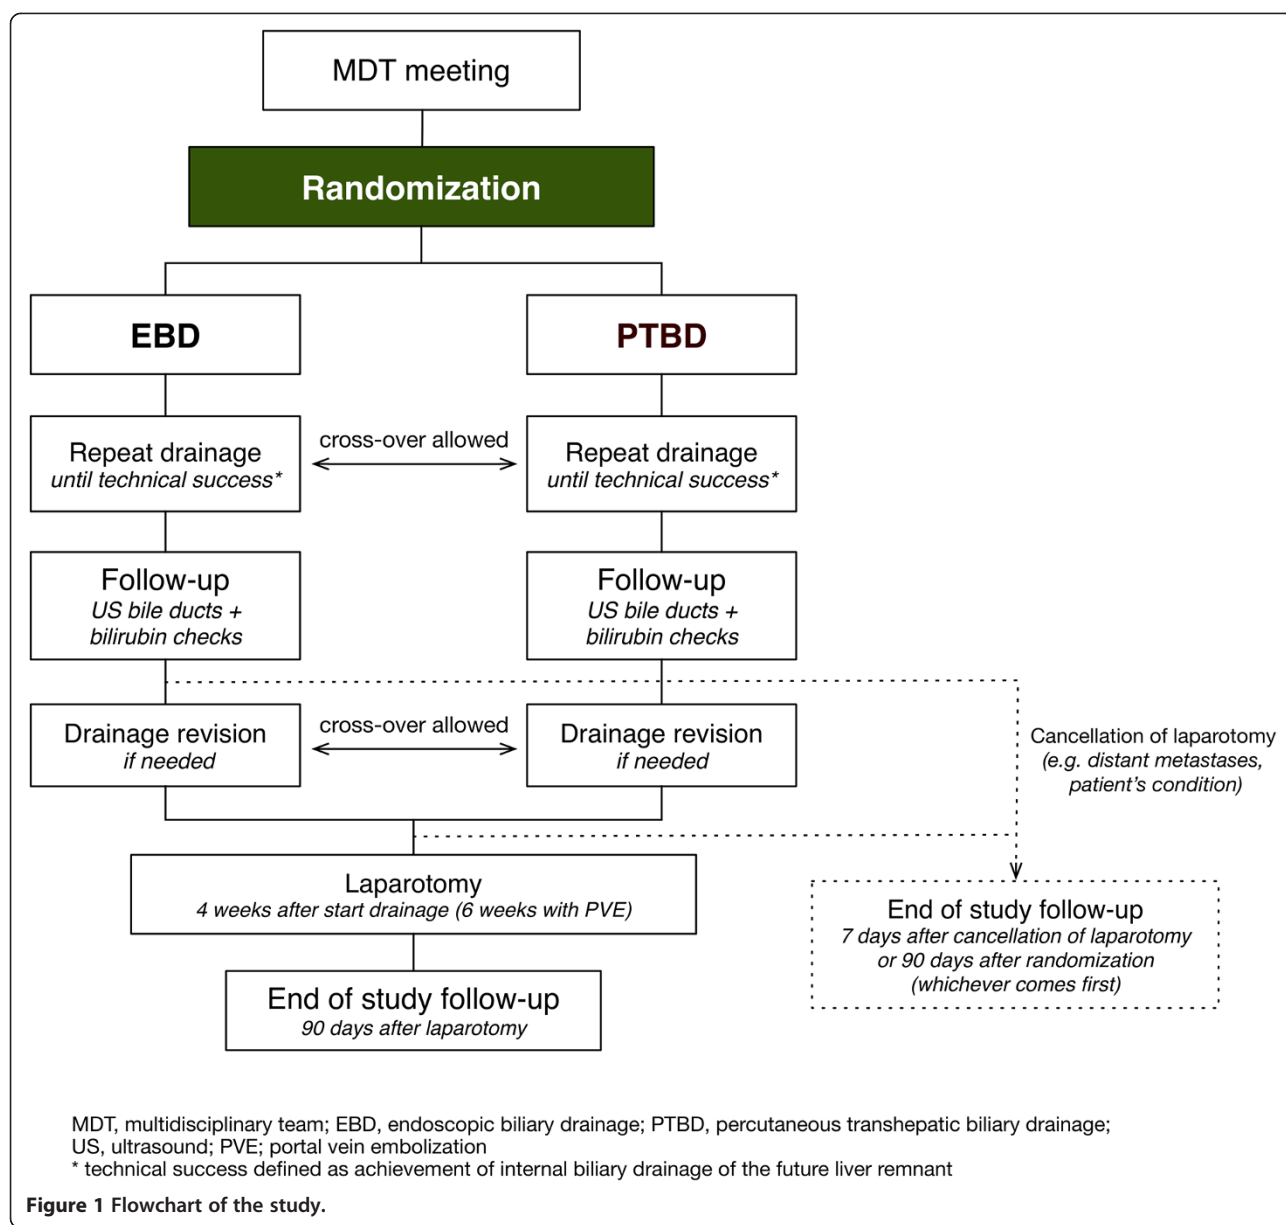 MDT meeting
Randomization
EBD
PTBD
Repeat drainage
until technical success*
cross-over allowed
Repeat drainage
until technical success*
Follow-up
US bile ducts +
bilirubin checks
Follow-up
US bile ducts +
bilirubin checks
Drainage revision
if needed
cross-over allowed
Drainage revision
if needed
Cancellation of laparotomy
(e.g. distant metastases,
patient's condition)
Laparotomy
4 weeks after start drainage (6 weeks with PVE)
End of study follow-up
7 days after cancellation of laparotomy
or 90 days after randomization
(whichever comes first)
End of study follow-up
90 days after laparotomy
MDT, multidisciplinary team; EBD, endoscopic biliary drainage; PTBD, percutaneous transhepatic biliary drainage;
US, ultrasound; PVE; portal vein embolization
* technical success defined as achievement of internal biliary drainage of the future liver remnant
Figure 1 Flowchart of the study.